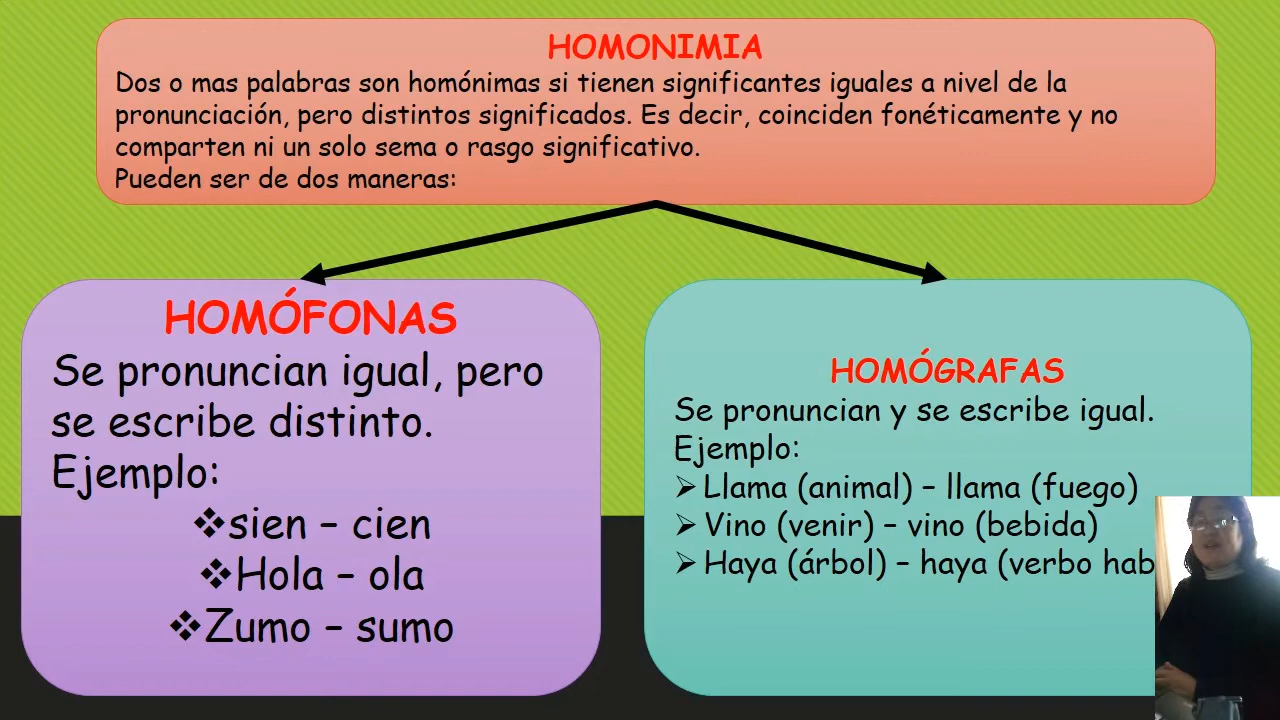 HOMONIMIA
Dos o mas palabras son homónimas si tienen significantes iguales a nivel de la
pronunciación, pero distintos significados. Es decir, coinciden fonéticamente y no
comparten ni un solo sema o rasgo significativo.
Pueden ser de dos maneras:
HOMÓFONAS
Se pronuncian igual, pero
se escribe distinto.
Ejemplo:
❖sien – cien
❖Hola – ola
❖Zumo – sumo
HOMÓGRAFAS
Se pronuncian y se escribe igual.
Ejemplo:
➢Llama (animal) – llama (fuego)
➢Vino (venir) – vino (bebida)
➢Haya (árbol) – haya (verbo hab